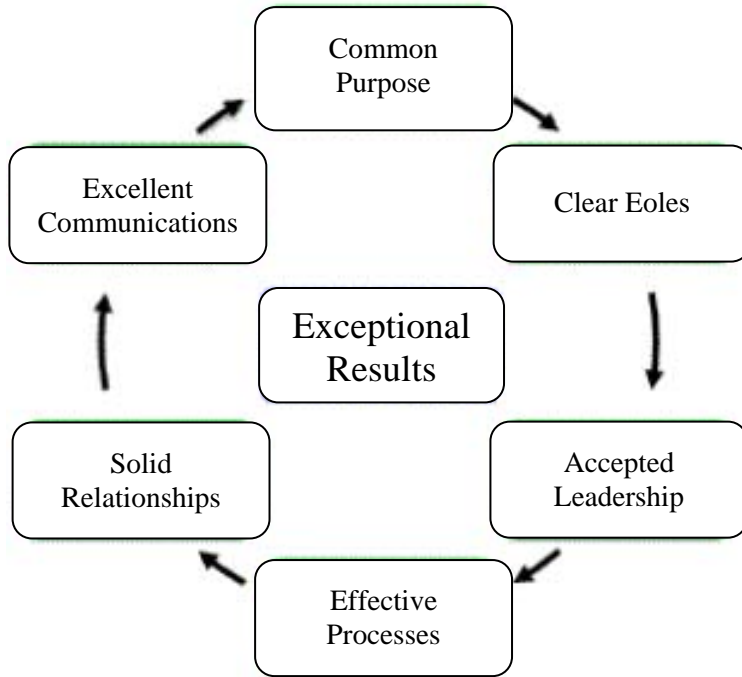 Common
Purpose
Excellent
Communications
Clear Eoles
Exceptional
Results
Solid
Relationships
Accepted
Leadership
Effective
Processes